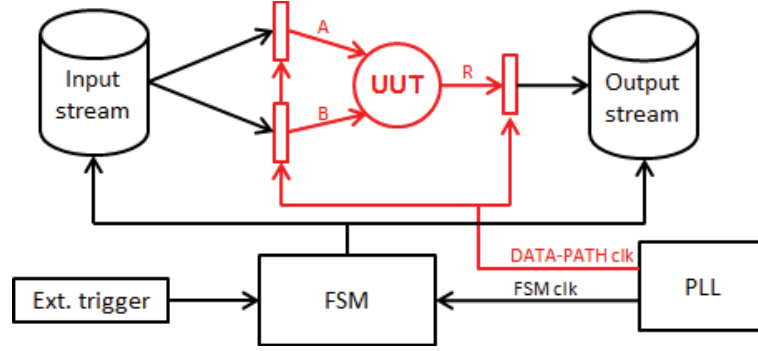 A
Input
stream
UUT
R
Output
stream
B
DATA-PATH clk
Ext. trigger
FSM
FSM clk
PLL